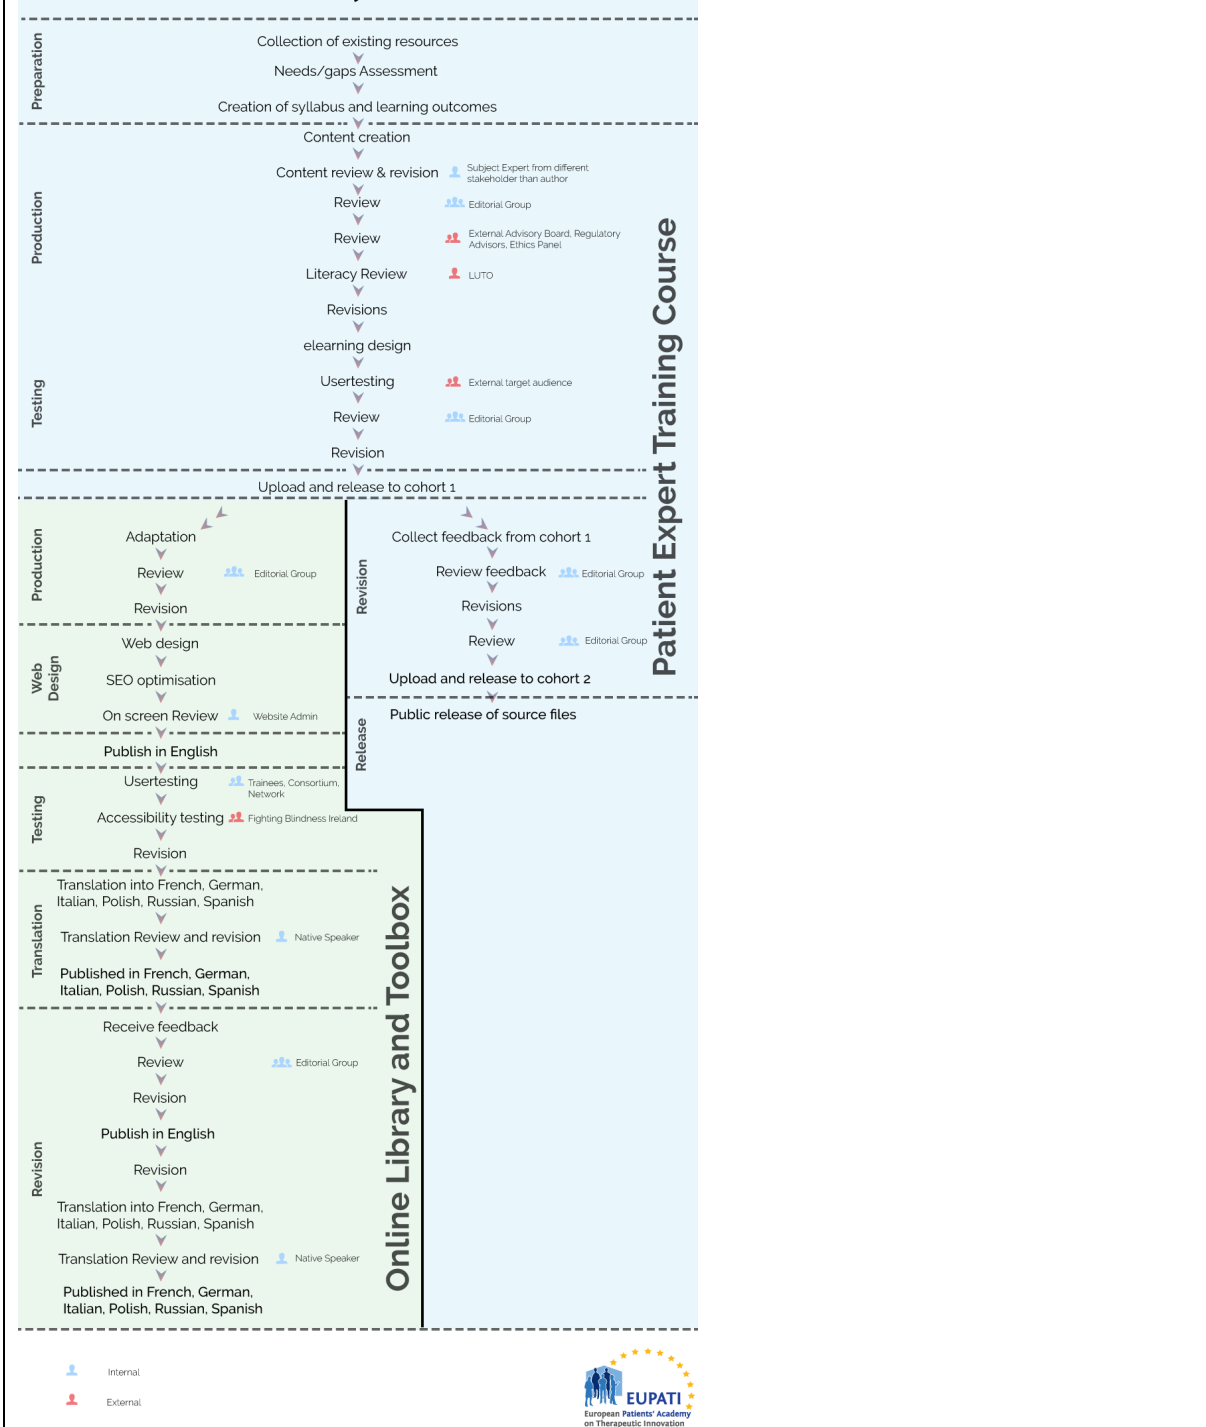 Preparation
Collection of existing resources
Needs/gaps Assessment
Creation of syllabus and learning outcomes
Production
Content creation
Content review & revision
Subject Expert from different
stakeholder than author
Review
Editorial Group
Review
External Advisory Board, Regulatory
Advisors, Ethics Panel
Literacy Review
LUTO
Revisions
elearning design
Testing
Usertesting
External target audience
Review
Editorial Group
Revision
Upload and release to cohort 1
Patient Expert Training Course
Production
Adaptation
Review
Editorial Group
Revision
Web
Design
Web design
SEO optimisation
On screen Review
Website Admin
Publish in English
Testing
Usertesting
Trainees, Consortium,
Network
Accessibility testing
Fighting Blindness Ireland
Revision
Revision
Collect feedback from cohort 1
Review feedback
Editorial Group
Revisions
Review
Editorial Group
Upload and release to cohort 2
Release
Public release of source files
Translation
Translation into French, German,
Italian, Polish, Russian, Spanish
Translation Review and revision
Native Speaker
Published in French, German,
Italian, Polish, Russian, Spanish
Online Library and Toolbox
Revision
Receive feedback
Review
Editorial Group
Revision
Publish in English
Revision
Translation into French, German,
Italian, Polish, Russian, Spanish
Translation Review and revision
Native Speaker
Published in French, German,
Italian, Polish, Russian, Spanish
Internal
External
EUPATI
European Patients' Academy
on Therapeutic Innovation